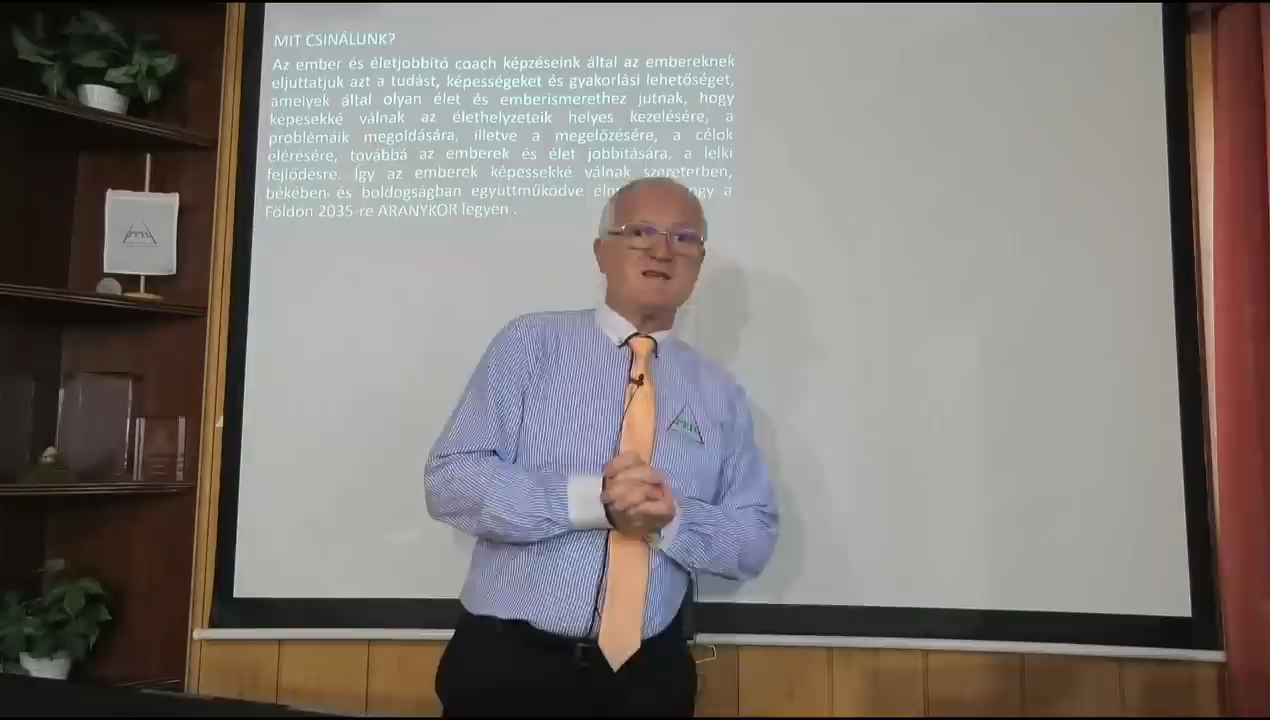 MIT CSINÁLUNK?
Az ember és életjobbító coach képzéseink által az embereknek
eljuttatjuk azt a tudást, képességeket és gyakorlási lehetőséget,
amelyek által olyan élet és emberismerethez jutnak, hogy
képesekké válnak az élethelyzeteik helyes kezelésére, a
problémáik megoldására, illetve a megelőzésére, a célok
elérésére, továbbá az emberek és élet jobbítására, a lelki
fejlődésre. Így az emberek képessekké válnak szeretetben,
békében és boldogságban együttműködve a
Földön 2035-re ARANYKOR legyen .